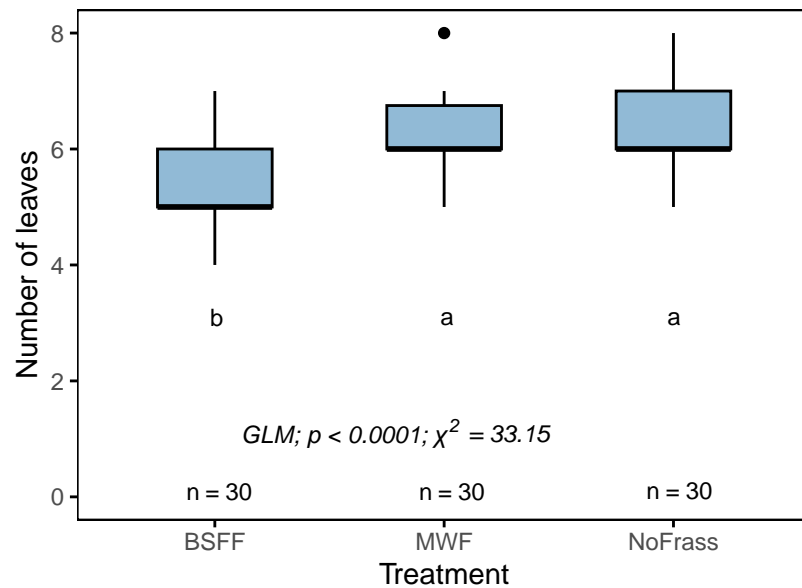 8
6
4
2
0
Number of leaves
b a a
GLM; p < 0.0001; χ² = 33.15
n = 30 n = 30 n = 30
BSFF MWF NoFrass
Treatment